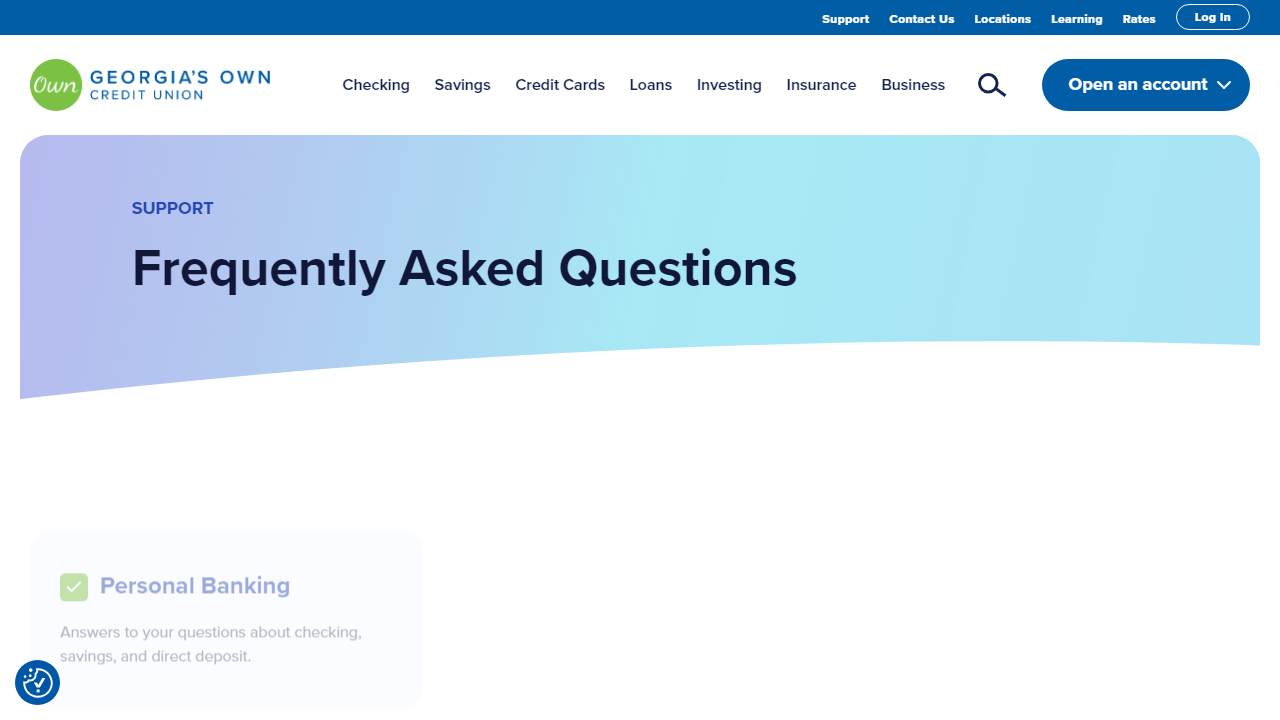 Support Contact Us Locations Learning Rates Log In
Own GEORGIA'S OWN
CREDIT UNION
Checking Savings Credit Cards Loans Investing Insurance Business Open an account
SUPPORT
Frequently Asked Questions
Personal Banking
Answers to your questions about checking,
savings, and direct deposit.